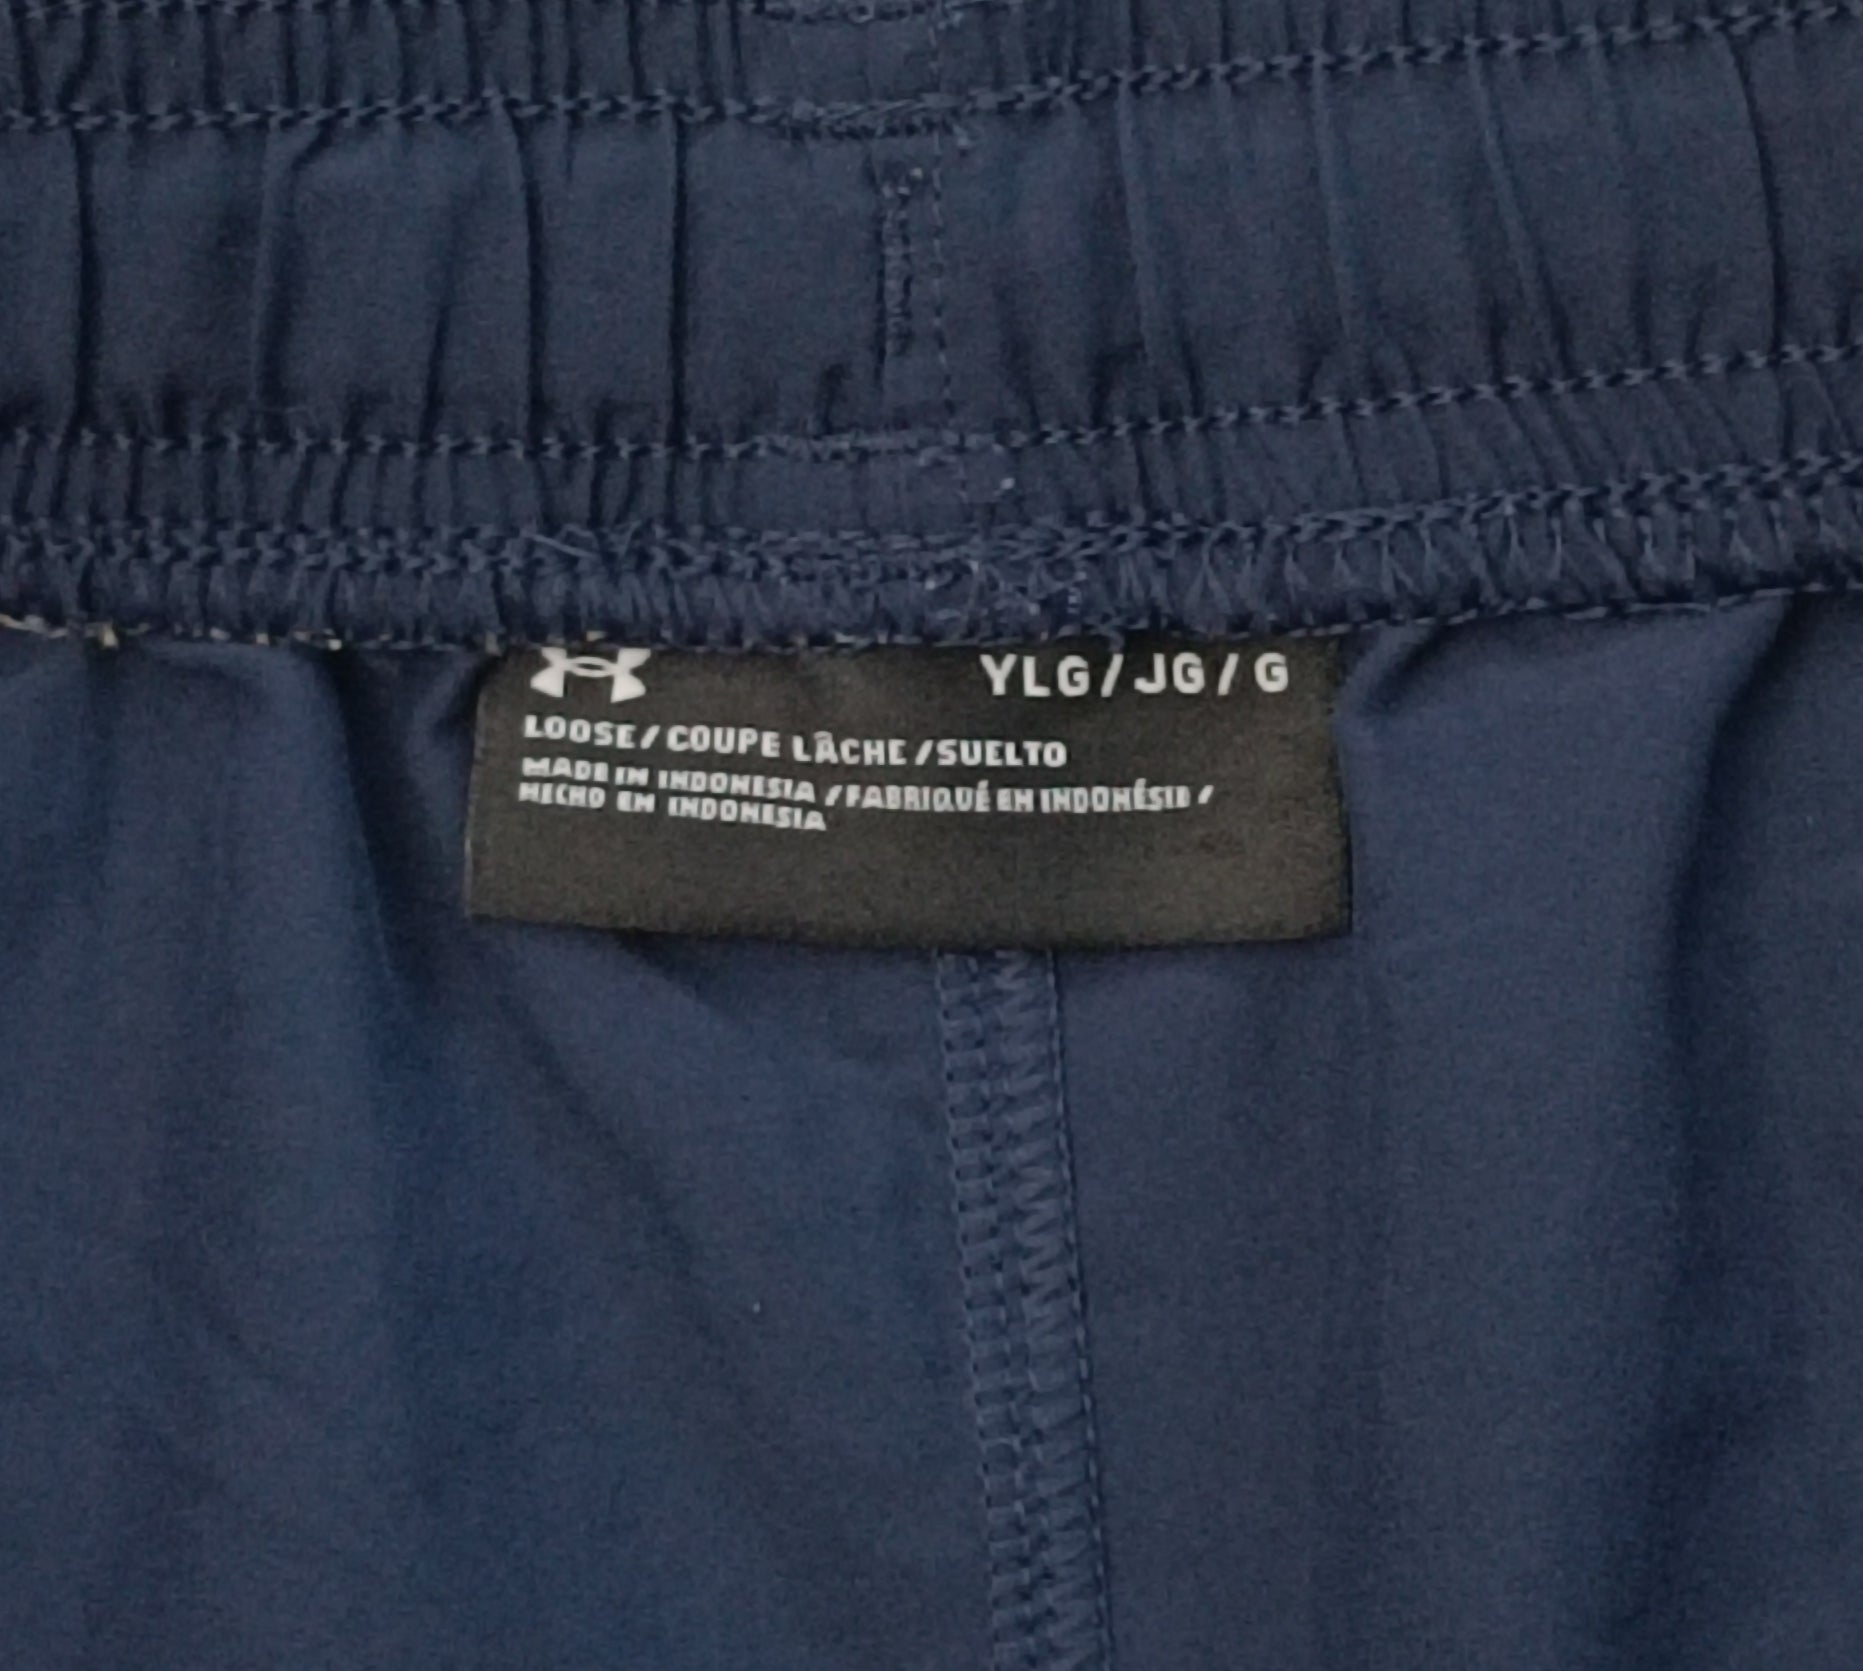 YLG / JG / G
LOOSE / COUPE LÂCHE / SUELTO
MADE IN INDONESIA / FABRIQUÉ EN INDONÉSIE /
HECHO EN INDONESIA